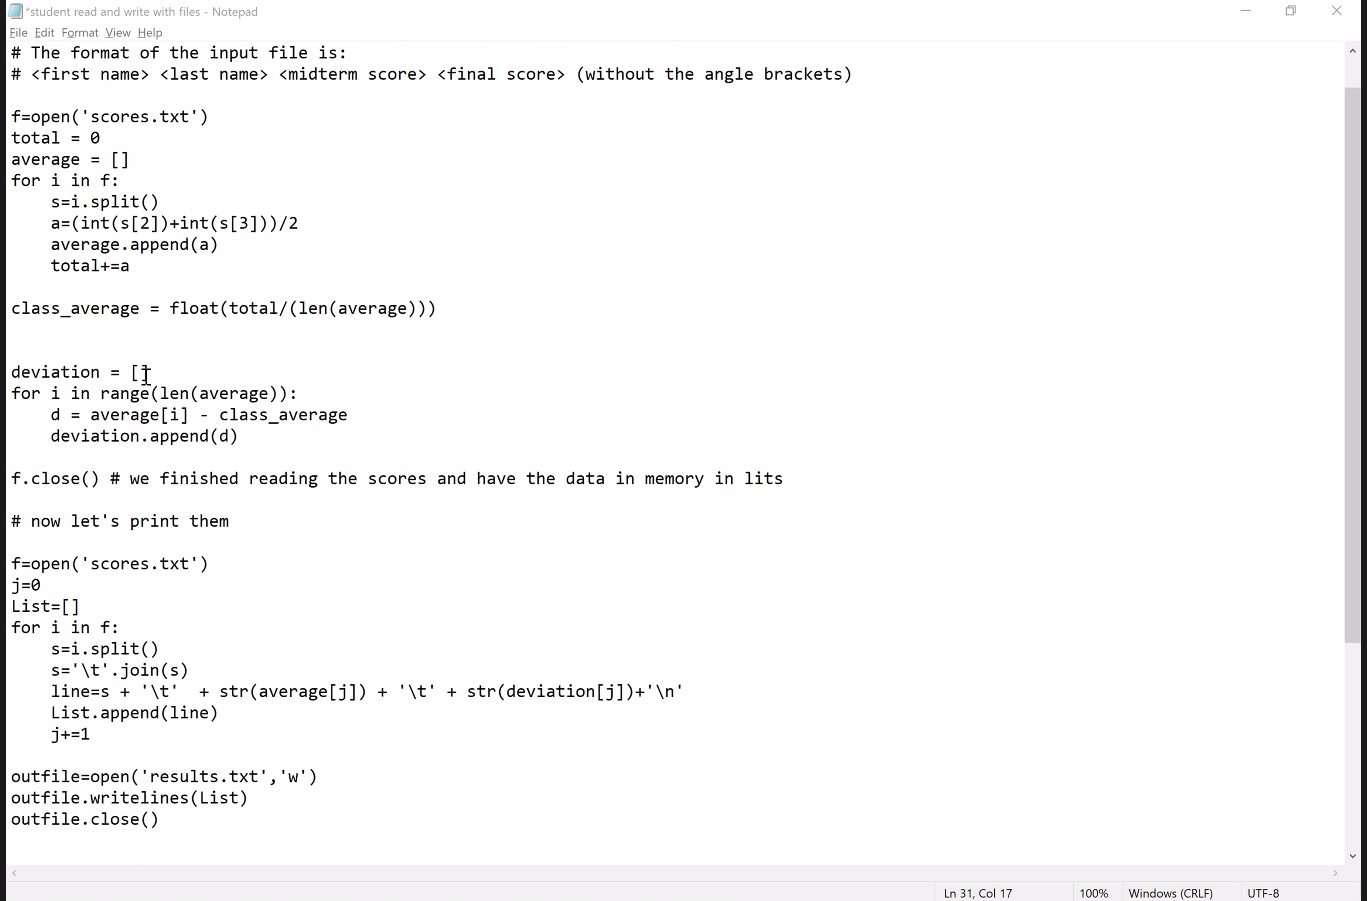 *student read and write with files - Notepad
File Edit Format View Help
# The format of the input file is:
# <first name> <last name> <midterm score> <final score> (without the angle brackets)

f=open('scores.txt')
total = 0
average = []
for i in f:
    s=i.split()
    a=(int(s[2])+int(s[3]))/2
    average.append(a)
    total+=a

class_average = float(total/(len(average)))


deviation = []
for i in range(len(average)):
    d = average[i] - class_average
    deviation.append(d)

f.close() # we finished reading the scores and have the data in memory in lits

# now let's print them

f=open('scores.txt')
j=0
List=[]
for i in f:
    s=i.split()
    s='\t'.join(s)
    line=s + '\t'  + str(average[j]) + '\t' + str(deviation[j])+'\n'
    List.append(line)
    j+=1

outfile=open('results.txt','w')
outfile.writelines(List)
outfile.close()
Ln 31, Col 17 100% Windows (CRLF) UTF-8